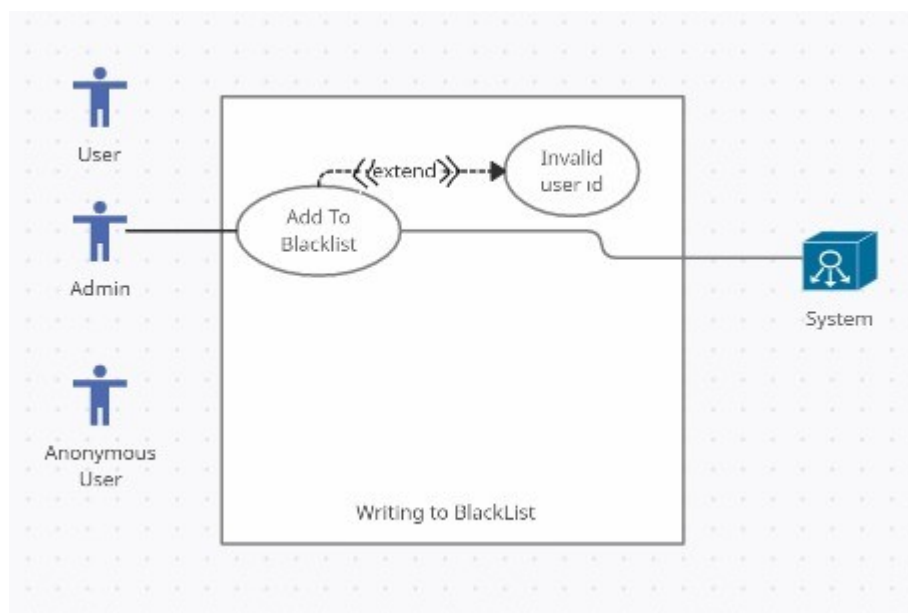 User
<<extend>>
Invalid
user id
Add To
Blacklist
Admin
System
Anonymous
User
Writing to BlackList